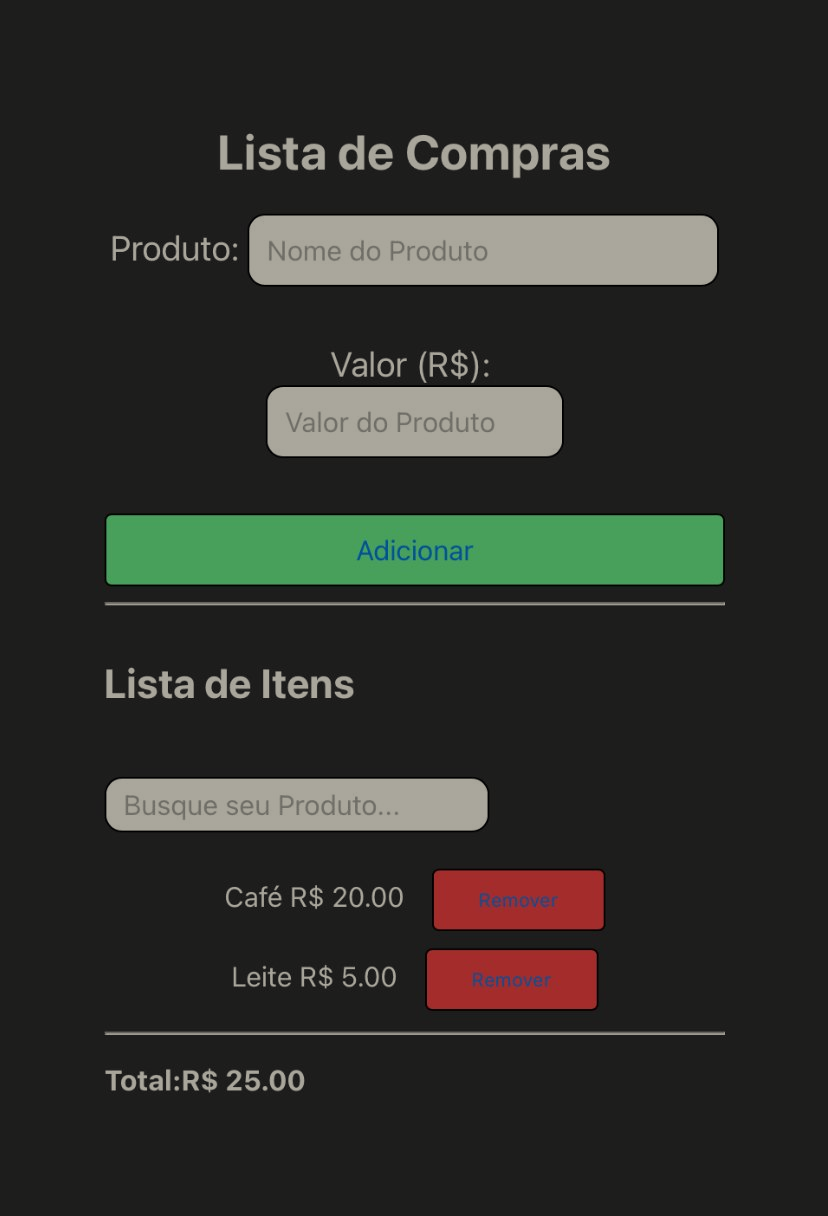 Lista de Compras
Produto: Nome do Produto
Valor (R$):
Valor do Produto
Adicionar
Lista de Itens
Busque seu Produto...
Café R$ 20.00 Remover
Leite R$ 5.00 Remover
Total:R$ 25.00